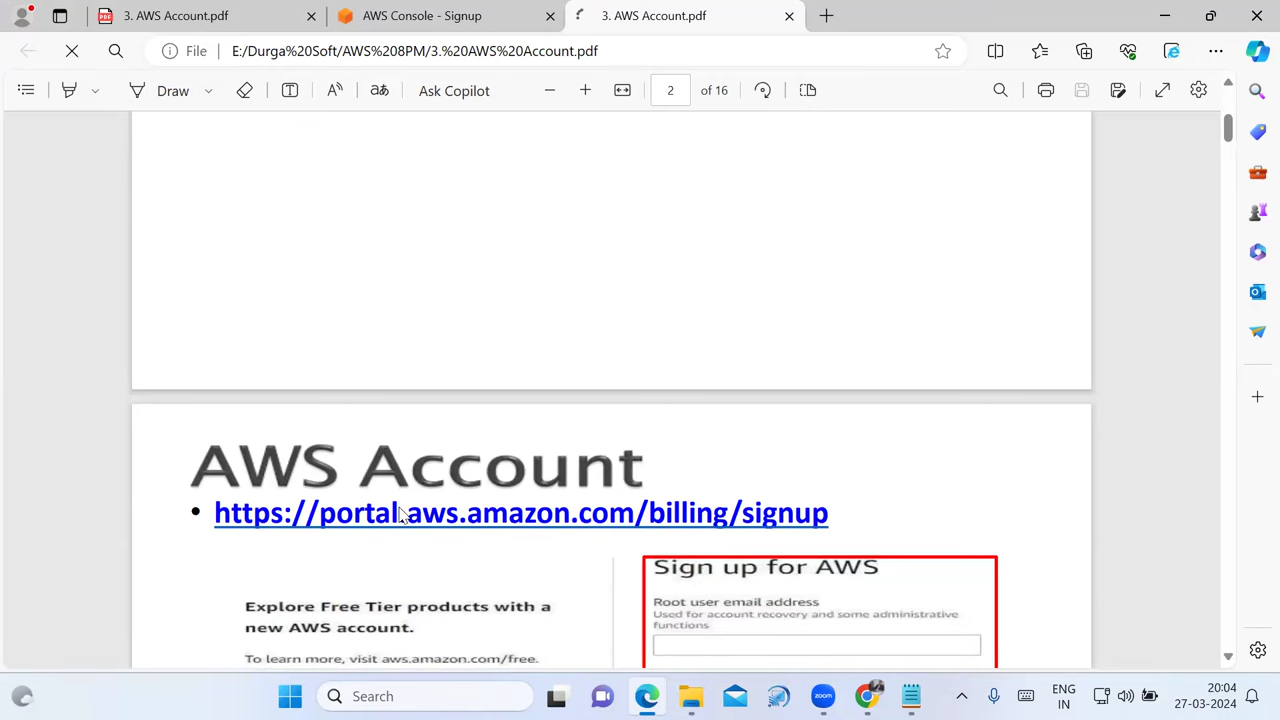 3. AWS Account.pdf
AWS Console - Signup
3. AWS Account.pdf
File
E:/Durga%20Soft/AWS%208PM/3.%20AWS%20Account.pdf
Draw
aあ
Ask Copilot
2
of 16
AWS Account
• https://portal.aws.amazon.com/billing/signup
Explore Free Tier products with a
new AWS account.
To learn more, visit aws.amazon.com/free.
Sign up for AWS
Root user email address
Used for account recovery and some administrative
functions
Search
zoom
ENG
IN
20:04
27-03-2024